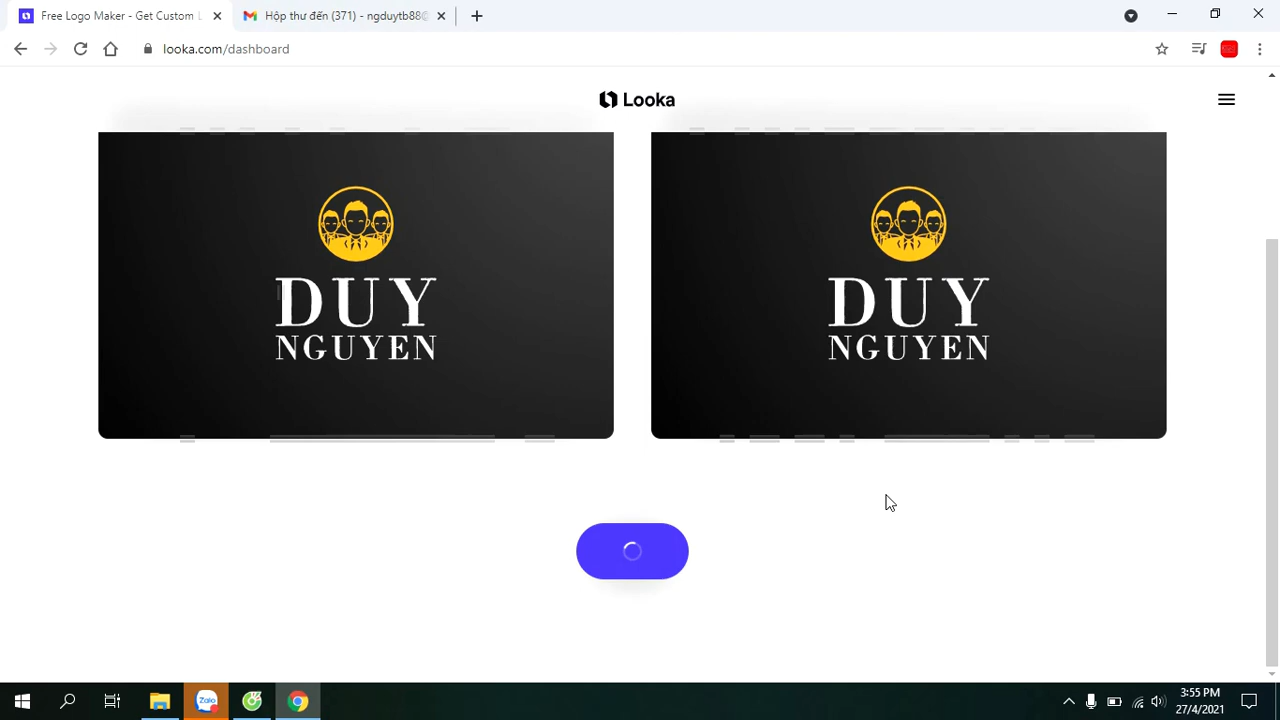 Free Logo Maker - Get Custom L
Hộp thư đến (371) - ngduytb88@
looka.com/dashboard
Looka
DUY
NGUYEN
DUY
NGUYEN
Zalo
3:55 PM
27/4/2021